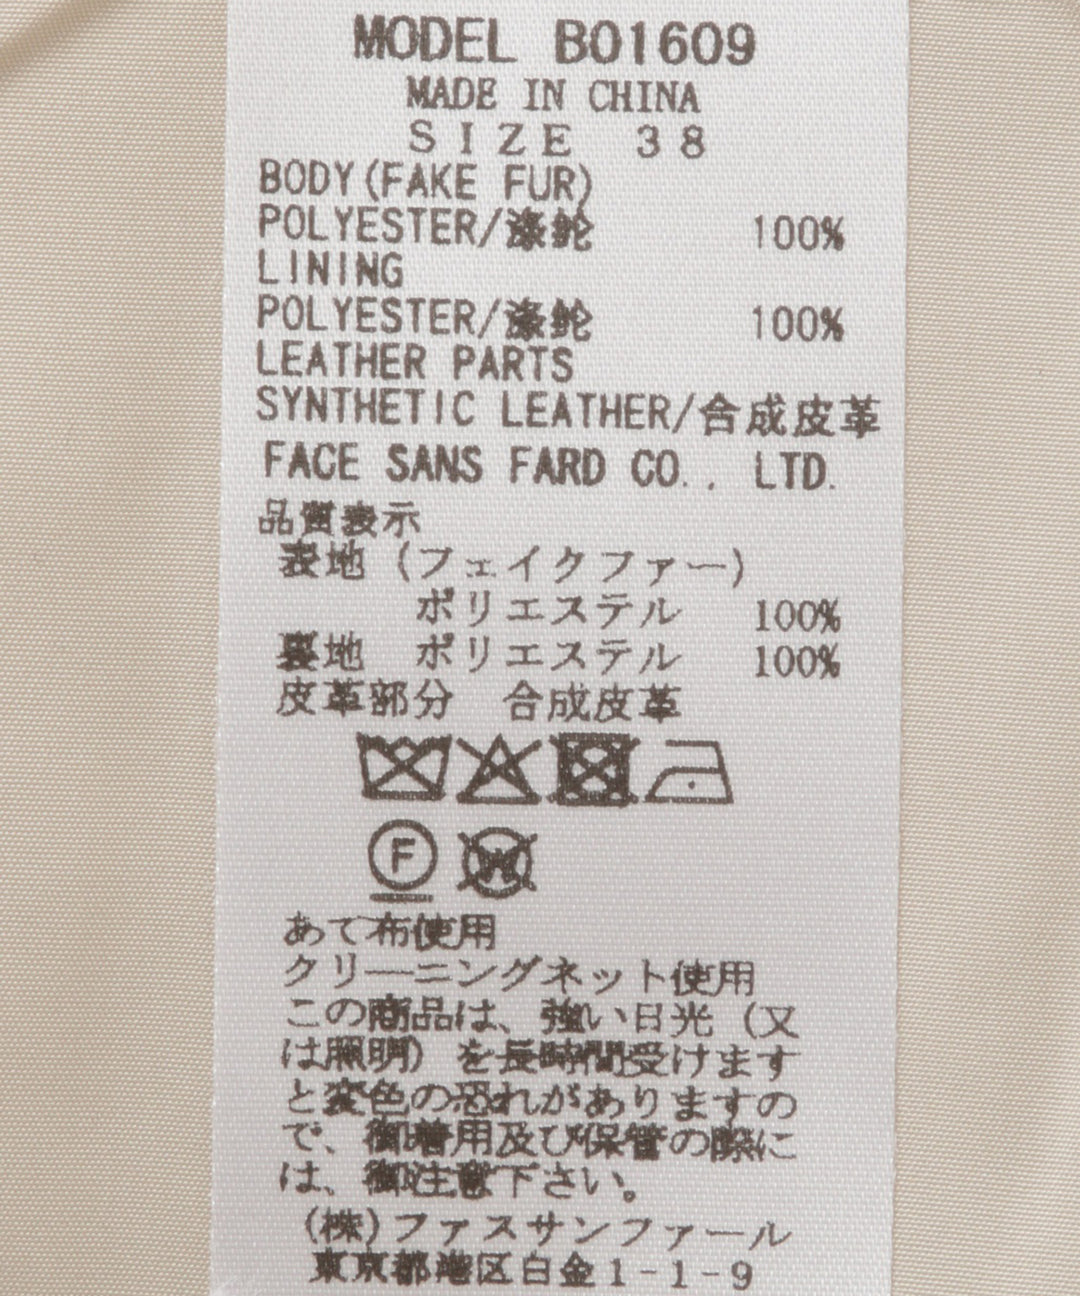 MODEL B01609
MADE IN CHINA
SIZE 38
BODY(FAKE FUR)
POLYESTER/涤纶 100%
LINING
POLYESTER/涤纶 100%
LEATHER PARTS
SYNTHETIC LEATHER/合成皮革
FACE SANS FARD CO., LTD.
品質表示
表地 (フェイクファー)
ポリエステル 100%
裏地 ポリエステル 100%
皮革部分 合成皮革
F
W
あて布使用
クリーニングネット使用
この商品は、強い日光(又
は照明)を長時間受けます
と変色の恐れがありますの
で、御着用及び保管の際に
は、御注意下さい。
(株)ファスサンファール
東京都港区白金1-1-9